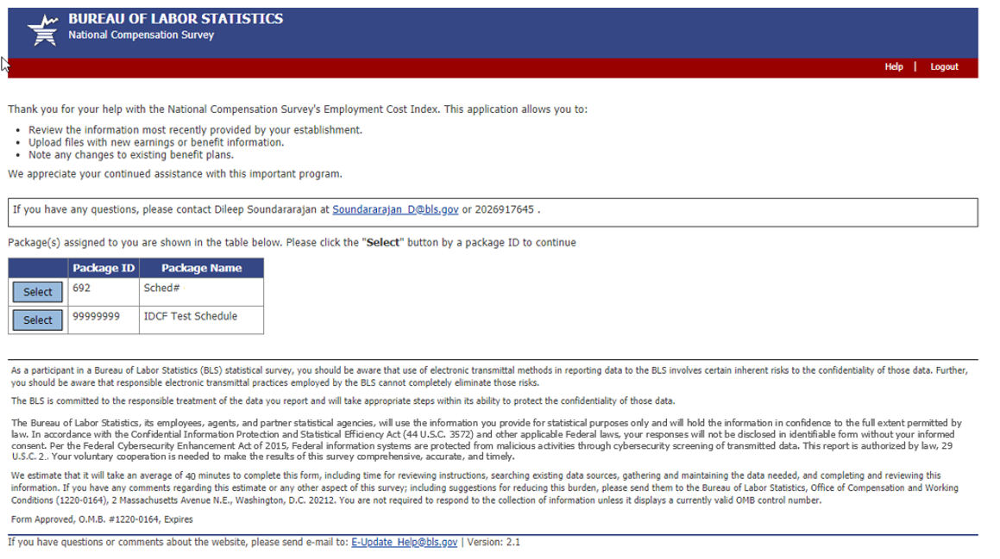 BUREAU OF LABOR STATISTICS
National Compensation Survey
Help | Logout
Thank you for your help with the National Compensation Survey's Employment Cost Index. This application allows you to:
• Review the information most recently provided by your establishment.
• Upload files with new earnings or benefit information.
• Note any changes to existing benefit plans.
We appreciate your continued assistance with this important program.
If you have any questions, please contact Dileep Soundararajan at Soundararajan_D@bls.gov or 2026917645 .
Package(s) assigned to you are shown in the table below. Please click the "Select" button by a package ID to continue
Package ID Package Name
Select 692 Sched#
Select 99999999 IDCF Test Schedule
As a participant in a Bureau of Labor Statistics (BLS) statistical survey, you should be aware that use of electronic transmittal methods in reporting data to the BLS involves certain inherent risks to the confidentiality of those data. Further,
you should be aware that responsible electronic transmittal practices employed by the BLS cannot completely eliminate those risks.
The BLS is committed to the responsible treatment of the data you report and will take appropriate steps within its ability to protect the confidentiality of those data.
The Bureau of Labor Statistics, its employees, agents, and partner statistical agencies, will use the information you provide for statistical purposes only and will hold the information in confidence to the full extent permitted by
law. In accordance with the Confidential Information Protection and Statistical Efficiency Act (44 U.S.C. 3572) and other applicable Federal laws, your responses will not be disclosed in identifiable form without your informed
consent. Per the Federal Cybersecurity Enhancement Act of 2015, Federal information systems are protected from malicious activities through cybersecurity screening of transmitted data. This report is authorized by law, 29
U.S.C. 2.. Your voluntary cooperation is needed to make the results of this survey comprehensive, accurate, and timely.
We estimate that it will take an average of 40 minutes to complete this form, including time for reviewing instructions, searching existing data sources, gathering and maintaining the data needed, and completing and reviewing this
information. If you have any comments regarding this estimate or any other aspect of this survey; including suggestions for reducing this burden, please send them to the Bureau of Labor Statistics, Office of Compensation and Working
Conditions (1220-0164), 2 Massachusetts Avenue N.E., Washington, D.C. 20212. You are not required to respond to the collection of information unless it displays a currently valid OMB control number.
Form Approved, O.M.B. #1220-0164, Expires
If you have questions or comments about the website, please send e-mail to: E-Update_Help@bls.gov | Version: 2.1